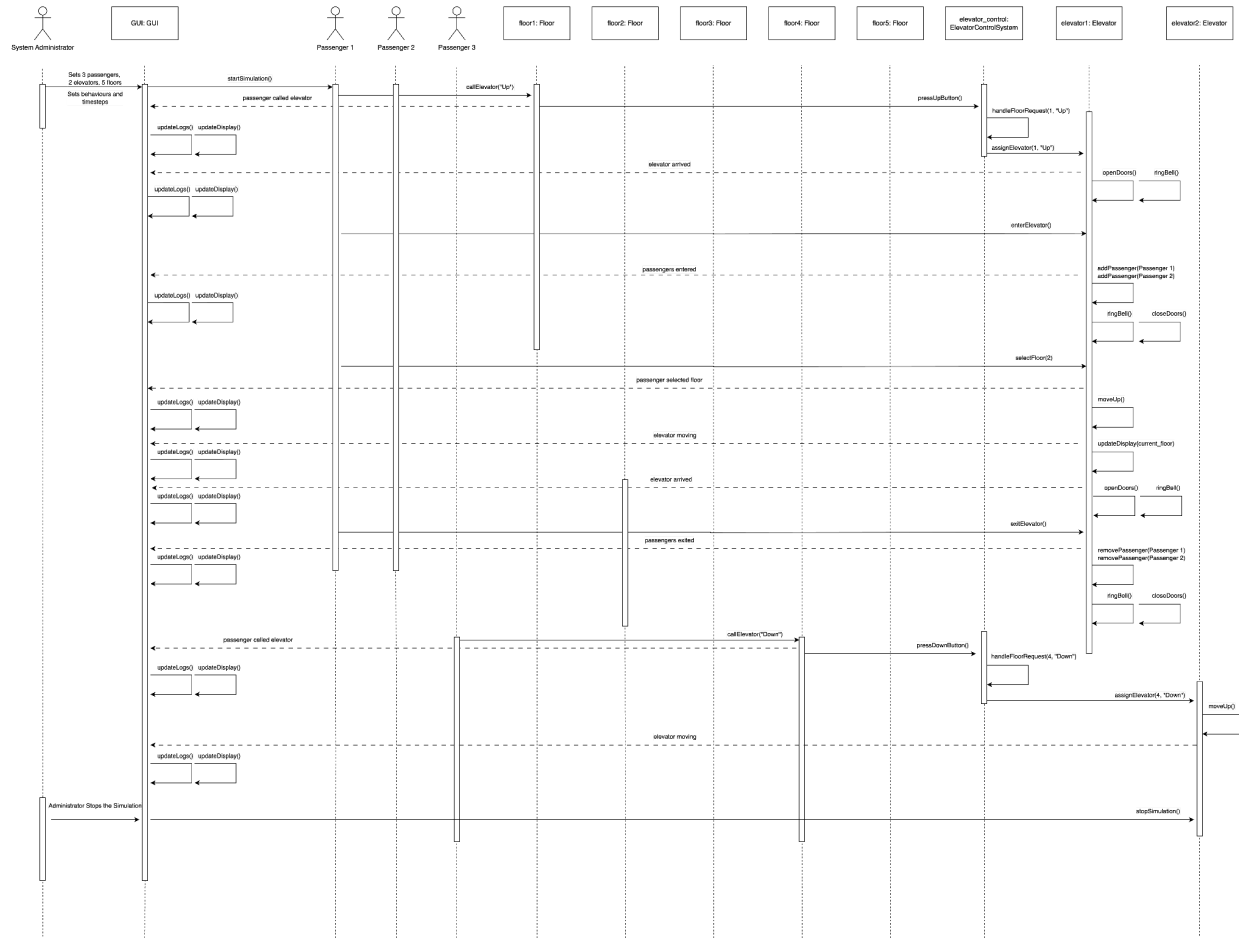 System Administrator
GUI: GUI
Passenger 1
Passenger 2
Passenger 3
floor1: Floor
floor2: Floor
floor3: Floor
floor4: Floor
floor5: Floor
elevator_control:
ElevatorControlSystem
elevator1: Elevator
elevator2: Elevator
Sets 3 passengers,
2 elevators, 5 floors
Sets behaviours and
timesteps
startSimulation()
callElevator("Up")
passenger called elevator
pressUpButton()
handleFloorRequest(1, "Up")
updateLogs() updateDisplay()
assignElevator(1, "Up")
elevator arrived
openDoors() ringBell()
updateLogs() updateDisplay()
enterElevator()
passengers entered
addPassenger(Passenger 1)
addPassenger(Passenger 2)
updateLogs() updateDisplay()
ringBell() closeDoors()
selectFloor(2)
passenger selected floor
updateLogs() updateDisplay()
moveUp()
elevator moving
updateDisplay(current_floor)
updateLogs() updateDisplay()
elevator arrived
openDoors() ringBell()
updateLogs() updateDisplay()
exitElevator()
passengers exited
removePassenger(Passenger 1)
removePassenger(Passenger 2)
updateLogs() updateDisplay()
ringBell() closeDoors()
callElevator("Down")
passenger called elevator
pressDownButton()
handleFloorRequest(4, "Down")
updateLogs() updateDisplay()
assignElevator(4, "Down")
moveUp()
elevator moving
updateLogs() updateDisplay()
Administrator Stops the Simulation
stopSimulation()